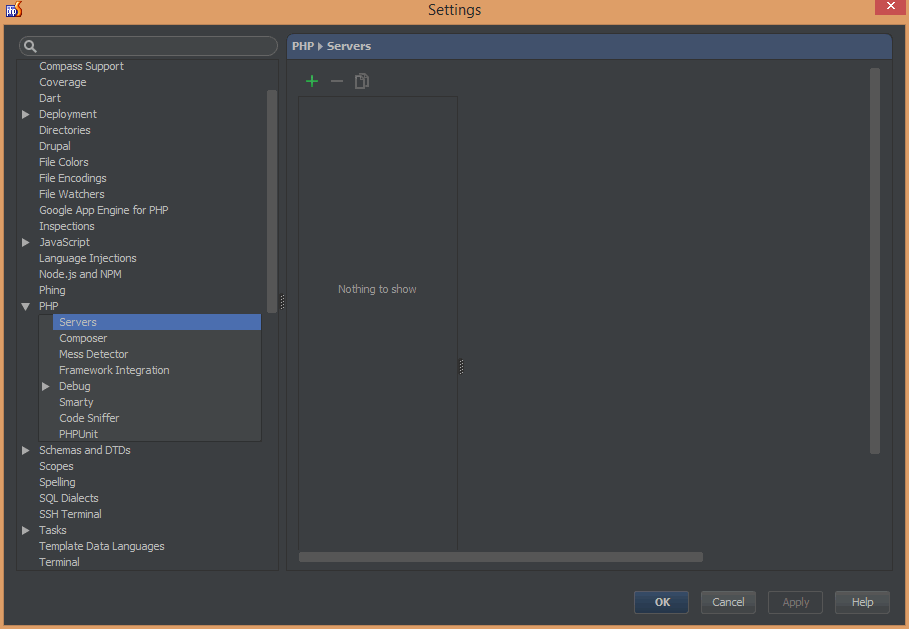 Settings
PHP Servers
Compass Support
Coverage
Dart
Deployment
Directories
Drupal
File Colors
File Encodings
File Watchers
Google App Engine for PHP
Inspections
JavaScript
Language Injections
Node.js and NPM
Phing
PHP
Servers
Composer
Mess Detector
Framework Integration
Debug
Smarty
Code Sniffer
PHPUnit
Schemas and DTDs
Scopes
Spelling
SQL Dialects
SSH Terminal
Tasks
Template Data Languages
Terminal
Nothing to show
OK Cancel Apply Help